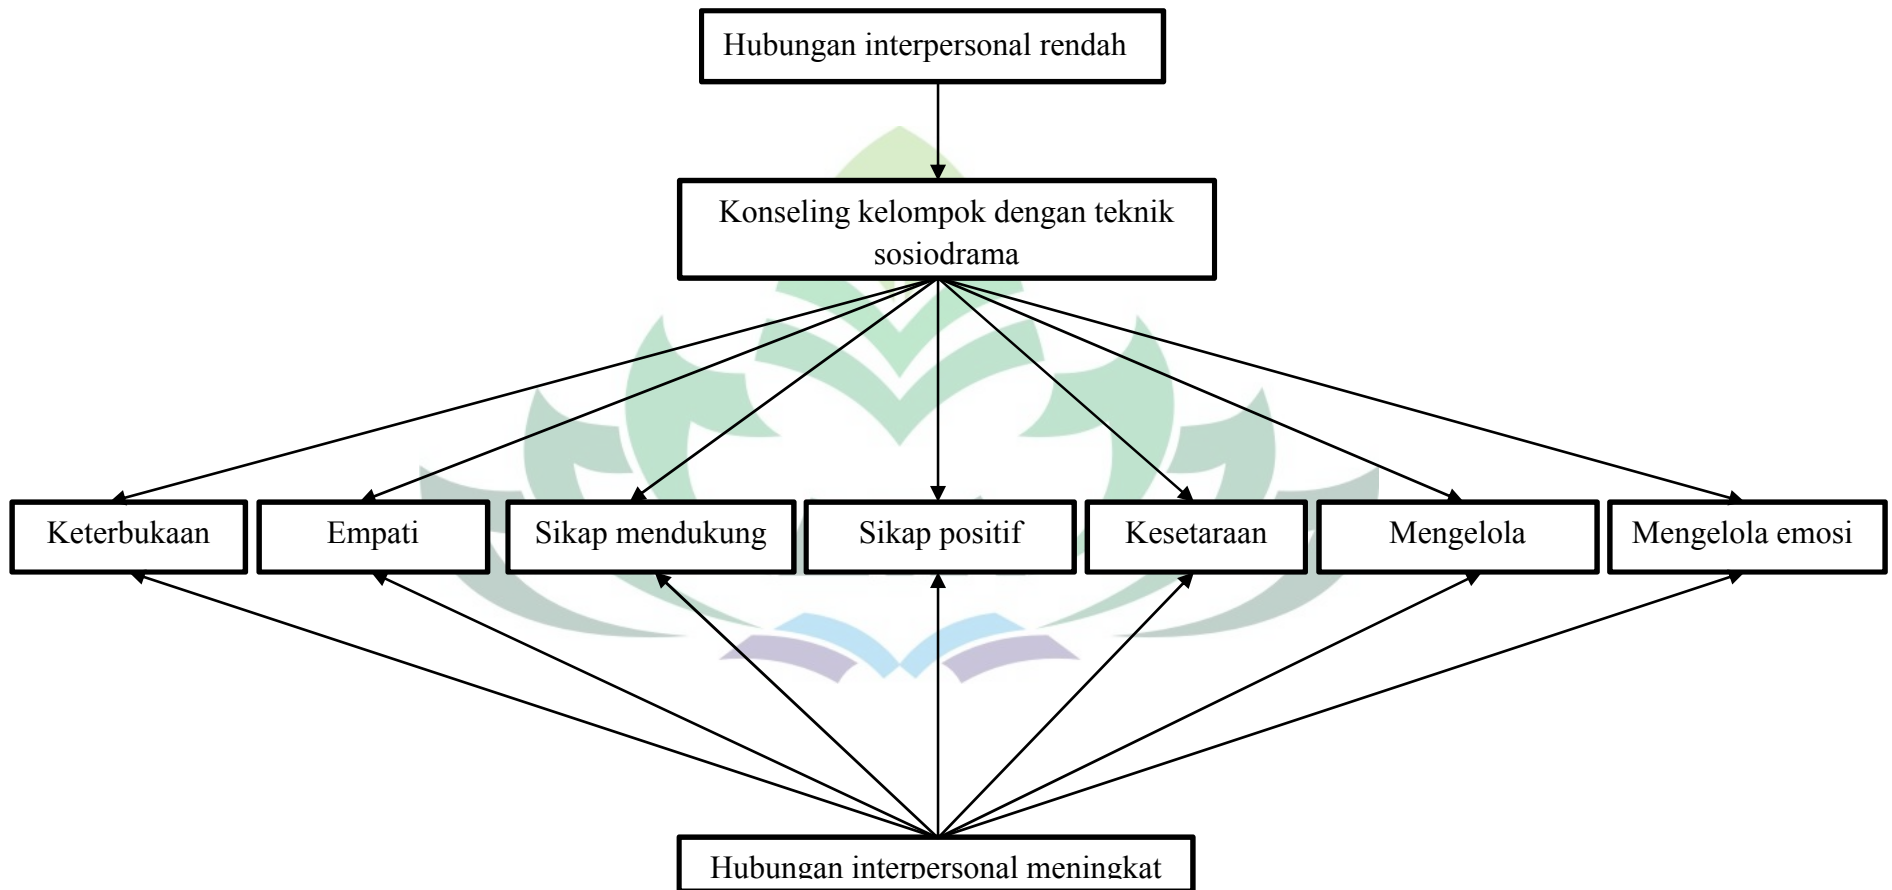 Hubungan interpersonal rendah
Konseling kelompok dengan teknik
sosiodrama
Keterbukaan
Empati
Sikap mendukung
Sikap positif
Kesetaraan
Mengelola
Mengelola emosi
Hubungan interpersonal meningkat